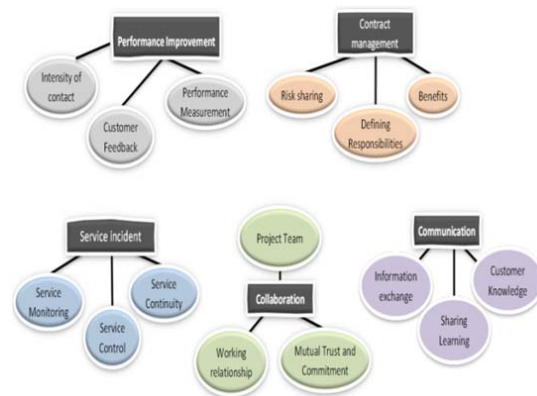 Performance Improvement
Intensity of
contact
Customer
Feedback
Performance
Measurement
Contract
management
Risk sharing
Defining
Responsibilities
Benefits
Service incident
Service
Monitoring
Service
Control
Service
Continuity
Project Team
Collaboration
Working
relationship
Mutual Trust and
Commitment
Communication
Information
exchange
Sharing
Learning
Customer
Knowledge